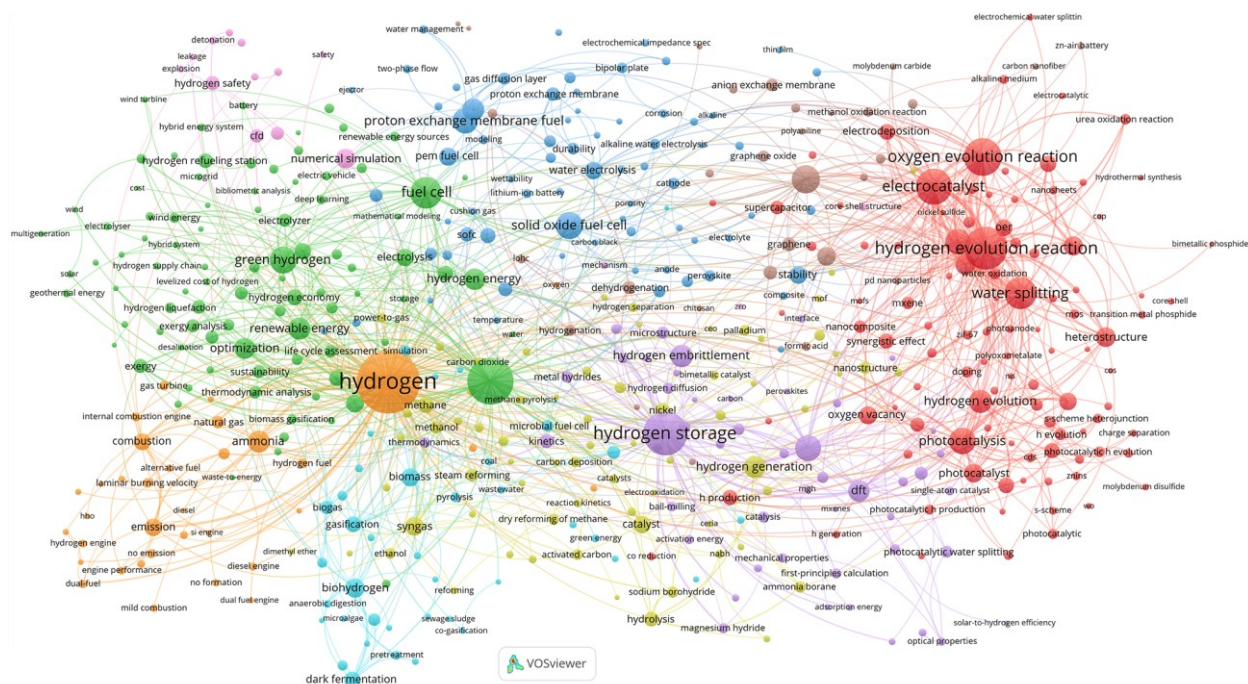 electrochemical water splittin
water management
detonation
electrochemical impedance spec
thin film
zn-air battery
leakage
safety
explosion
two-phase flow
gas diffusion layer
bipolar plate
molybdenum carbide
carbon nanofiber
hydrogen safety
anion exchange membrane
alkaline medium
ejector
proton exchange membrane
electrocatalytic
wind turbine
battery
corrosion
alkaline
methanol oxidation reaction
urea oxidation reaction
hybrid energy system
cfd
renewable energy sources
proton exchange membrane fuel
modeling
durability
alkaline water electrolysis
polyaniline
electrodeposition
hydrogen refueling station
numerical simulation
pem fuel cell
graphene oxide
oxygen evolution reaction
microgrid
electric vehicle
wettability
water electrolysis
hydrothermal synthesis
cost
bibliometric analysis
deep learning
fuel cell
lithium-ion battery
cathode
electrocatalyst
nanosheets
wind
wind energy
mathematical modeling
cushion gas
porosity
supercapacitor
core-shell structure
nickel sulfide
cop
multigeneration
electrolyser
electrolyzer
solid oxide fuel cell
oer
hybrid system
sofc
carbon black
electrolyte
graphene
hydrogen evolution reaction
bimetallic phosphide
solar
hydrogen supply chain
green hydrogen
electrolysis
lohc
mechanism
anode
perovskite
stability
water oxidation
geothermal energy
levelized cost of hydrogen
hydrogen energy
oxygen
dehydrogenation
pd nanoparticles
water splitting
hydrogen liquefaction
hydrogen economy
storage
hydrogen separation
chitosan
zno
composite
mof
mofs
mxene
core-shell
exergy analysis
renewable energy
power-to-gas
temperature
hydrogenation
microstructure
ceo
interface
nanocomposite
photoanode
mos
transition-metal phosphide
desalination
optimization
water
palladium
formic acid
synergistic effect
zif-67
polyoxometalate
heterostructure
exergy
life cycle assessment
simulation
carbon dioxide
hydrogen embrittlement
bimetallic catalyst
nanostructure
sustainability
metal hydrides
perovskites
doping
ni
cos
gas turbine
thermodynamic analysis
hydrogen
methane pyrolysis
hydrogen diffusion
carbon
internal combustion engine
natural gas
biomass gasification
methane
nickel
oxygen vacancy
hydrogen evolution
s-scheme heterojunction
combustion
ammonia
methanol
microbial fuel cell
hydrogen storage
h evolution
charge separation
thermodynamics
kinetics
photocatalysis
photocatalytic h evolution
alternative fuel
hydrogen fuel
coal
carbon deposition
hydrogen generation
cds
laminar burning velocity
waste-to-energy
biomass
steam reforming
catalysts
mgh
photocatalyst
znins
molybdenum disulfide
pyrolysis
wastewater
electrooxidation
h production
dft
single-atom catalyst
hho
diesel
biogas
reaction kinetics
ball-milling
mxenes
photocatalytic h production
s-scheme
wo
emission
si engine
gasification
syngas
dry reforming of methane
catalyst
ceria
catalysis
h generation
hydrogen engine
green energy
activation energy
photocatalytic
no emission
dimethyl ether
ethanol
activated carbon
co reduction
nabh
mechanical properties
photocatalytic water splitting
engine performance
diesel engine
first-principles calculation
dual-fuel
no formation
biohydrogen
reforming
sodium borohydride
ammonia borane
mild combustion
dual fuel engine
anaerobic digestion
adsorption energy
microalgae
sewage sludge
hydrolysis
co-gasification
magnesium hydride
solar-to-hydrogen efficiency
optical properties
pretreatment
dark fermentation
VOSviewer